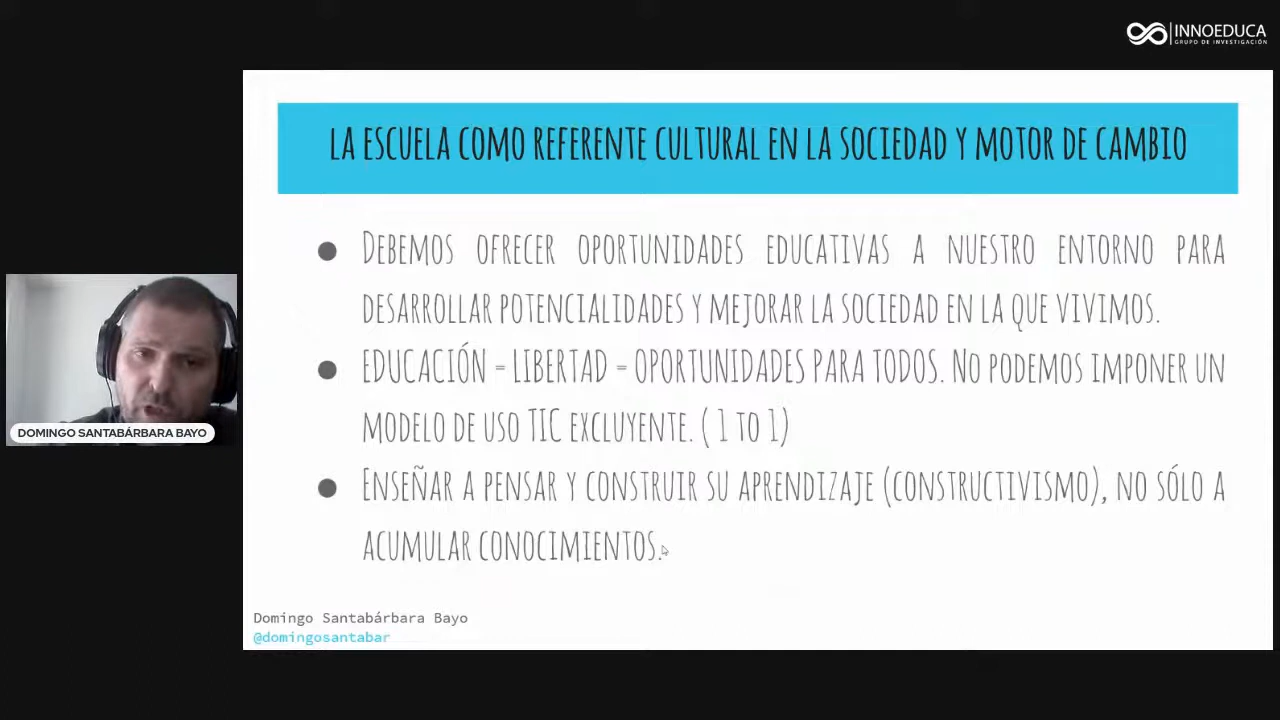 INNOEDUCA
GRUPO DE INVESTIGACIÓN
LA ESCUELA COMO REFERENTE CULTURAL EN LA SOCIEDAD Y MOTOR DE CAMBIO
● DEBEMOS OFRECER OPORTUNIDADES EDUCATIVAS A NUESTRO ENTORNO PARA
DESARROLLAR POTENCIALIDADES Y MEJORAR LA SOCIEDAD EN LA QUE VIVIMOS.
● EDUCACIÓN = LIBERTAD = OPORTUNIDADES PARA TODOS. NO PODEMOS IMPONER UN
MODELO DE USO TIC EXCLUYENTE. ( 1 TO 1)
● ENSEÑAR A PENSAR Y CONSTRUIR SU APRENDIZAJE (CONSTRUCTIVISMO), NO SÓLO A
ACUMULAR CONOCIMIENTOS.
DOMINGO SANTABÁRBARA BAYO
Domingo Santabárbara Bayo
@domingosantabar